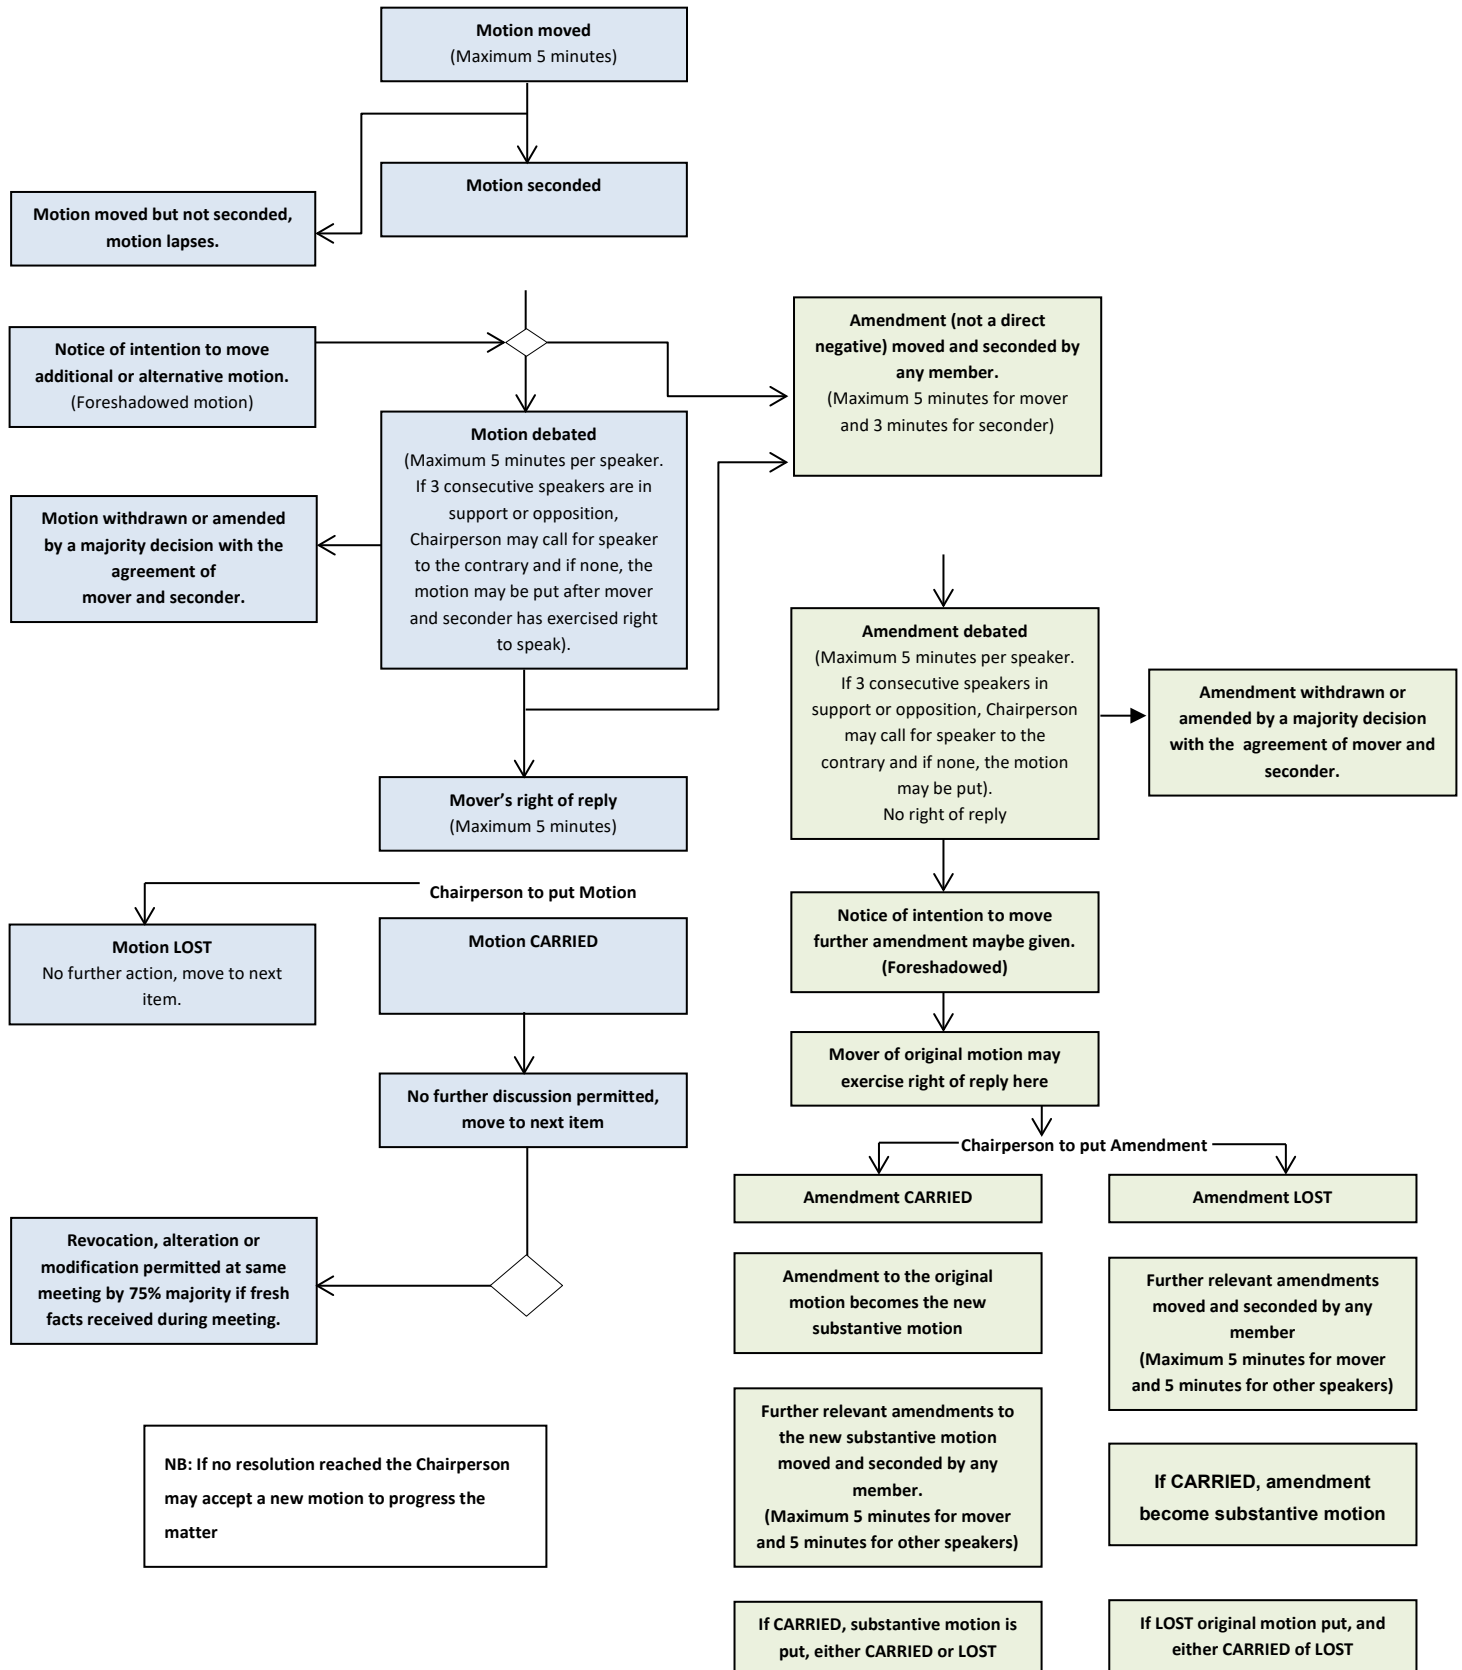 Motion moved
(Maximum 5 minutes)
Motion seconded
Motion moved but not seconded,
motion lapses.
Notice of intention to move
additional or alternative motion.
(Foreshadowed motion)
Amendment (not a direct
negative) moved and seconded by
any member.
(Maximum 5 minutes for mover
and 3 minutes for seconder)
Motion debated
(Maximum 5 minutes per speaker.
If 3 consecutive speakers are in
support or opposition,
Chairperson may call for speaker
to the contrary and if none, the
motion may be put after mover
and seconder has exercised right
to speak).
Motion withdrawn or amended
by a majority decision with the
agreement of
mover and seconder.
Amendment debated
(Maximum 5 minutes per speaker.
If 3 consecutive speakers in
support or opposition, Chairperson
may call for speaker to the
contrary and if none, the motion
may be put).
No right of reply
Amendment withdrawn or
amended by a majority decision
with the agreement of mover and
seconder.
Mover’s right of reply
(Maximum 5 minutes)
Chairperson to put Motion
Motion LOST
No further action, move to next
item.
Motion CARRIED
Notice of intention to move
further amendment maybe given.
(Foreshadowed)
Mover of original motion may
exercise right of reply here
No further discussion permitted,
move to next item
Chairperson to put Amendment
Amendment CARRIED
Amendment LOST
Revocation, alteration or
modification permitted at same
meeting by 75% majority if fresh
facts received during meeting.
Amendment to the original
motion becomes the new
substantive motion
Further relevant amendments
moved and seconded by any
member
(Maximum 5 minutes for mover
and 5 minutes for other speakers)
Further relevant amendments to
the new substantive motion
moved and seconded by any
member.
(Maximum 5 minutes for mover
and 5 minutes for other speakers)
If CARRIED, amendment
become substantive motion
NB: If no resolution reached the Chairperson
may accept a new motion to progress the
matter
If CARRIED, substantive motion is
put, either CARRIED or LOST
If LOST original motion put, and
either CARRIED of LOST